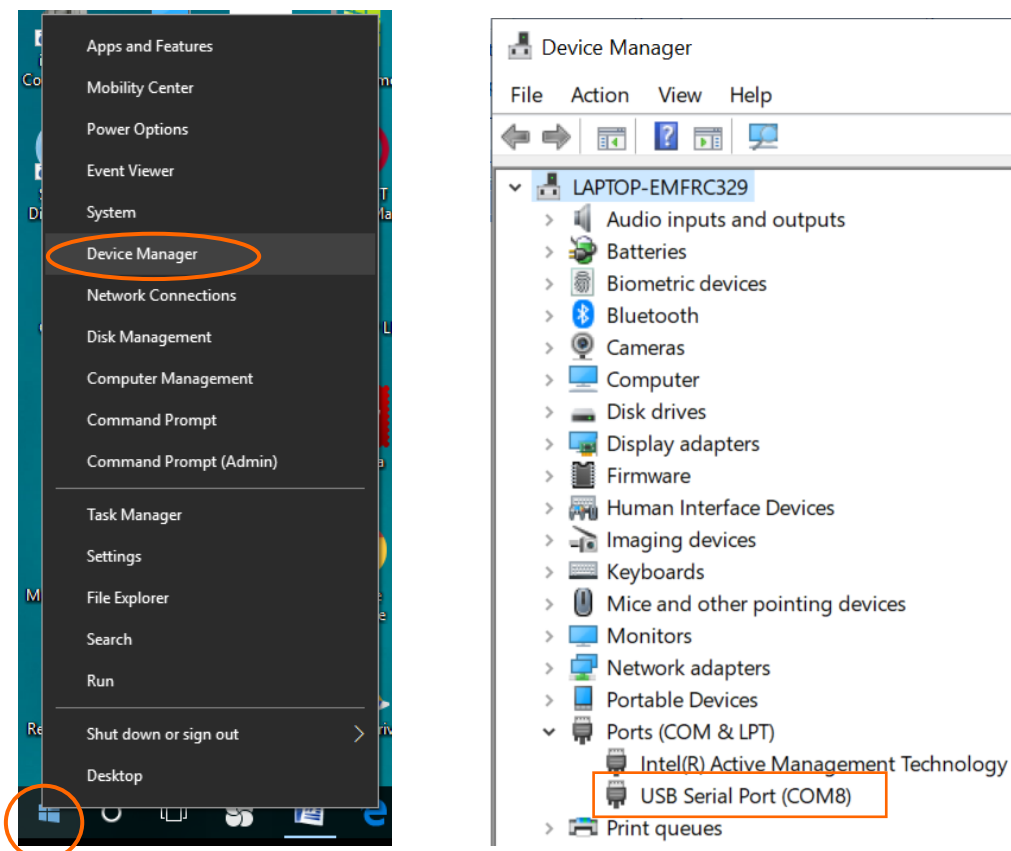 Apps and Features
Mobility Center
Power Options
Event Viewer
System
Device Manager
Network Connections
Disk Management
Computer Management
Command Prompt
Command Prompt (Admin)
Task Manager
Settings
File Explorer
Search
Run
Shut down or sign out
Desktop
Device Manager
File Action View Help
LAPTOP-EMFRC329
Audio inputs and outputs
Batteries
Biometric devices
Bluetooth
Cameras
Computer
Disk drives
Display adapters
Firmware
Human Interface Devices
Imaging devices
Keyboards
Mice and other pointing devices
Monitors
Network adapters
Portable Devices
Ports (COM & LPT)
Intel(R) Active Management Technology
USB Serial Port (COM8)
Print queues